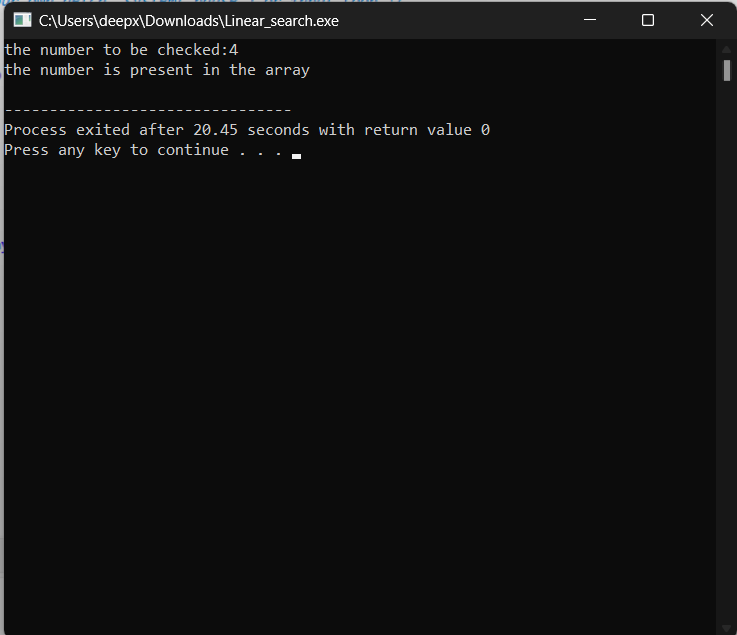 C:\Users\deepx\Downloads\Linear_search.exe
the number to be checked:4
the number is present in the array
--------------------------------
Process exited after 20.45 seconds with return value 0
Press any key to continue . . .